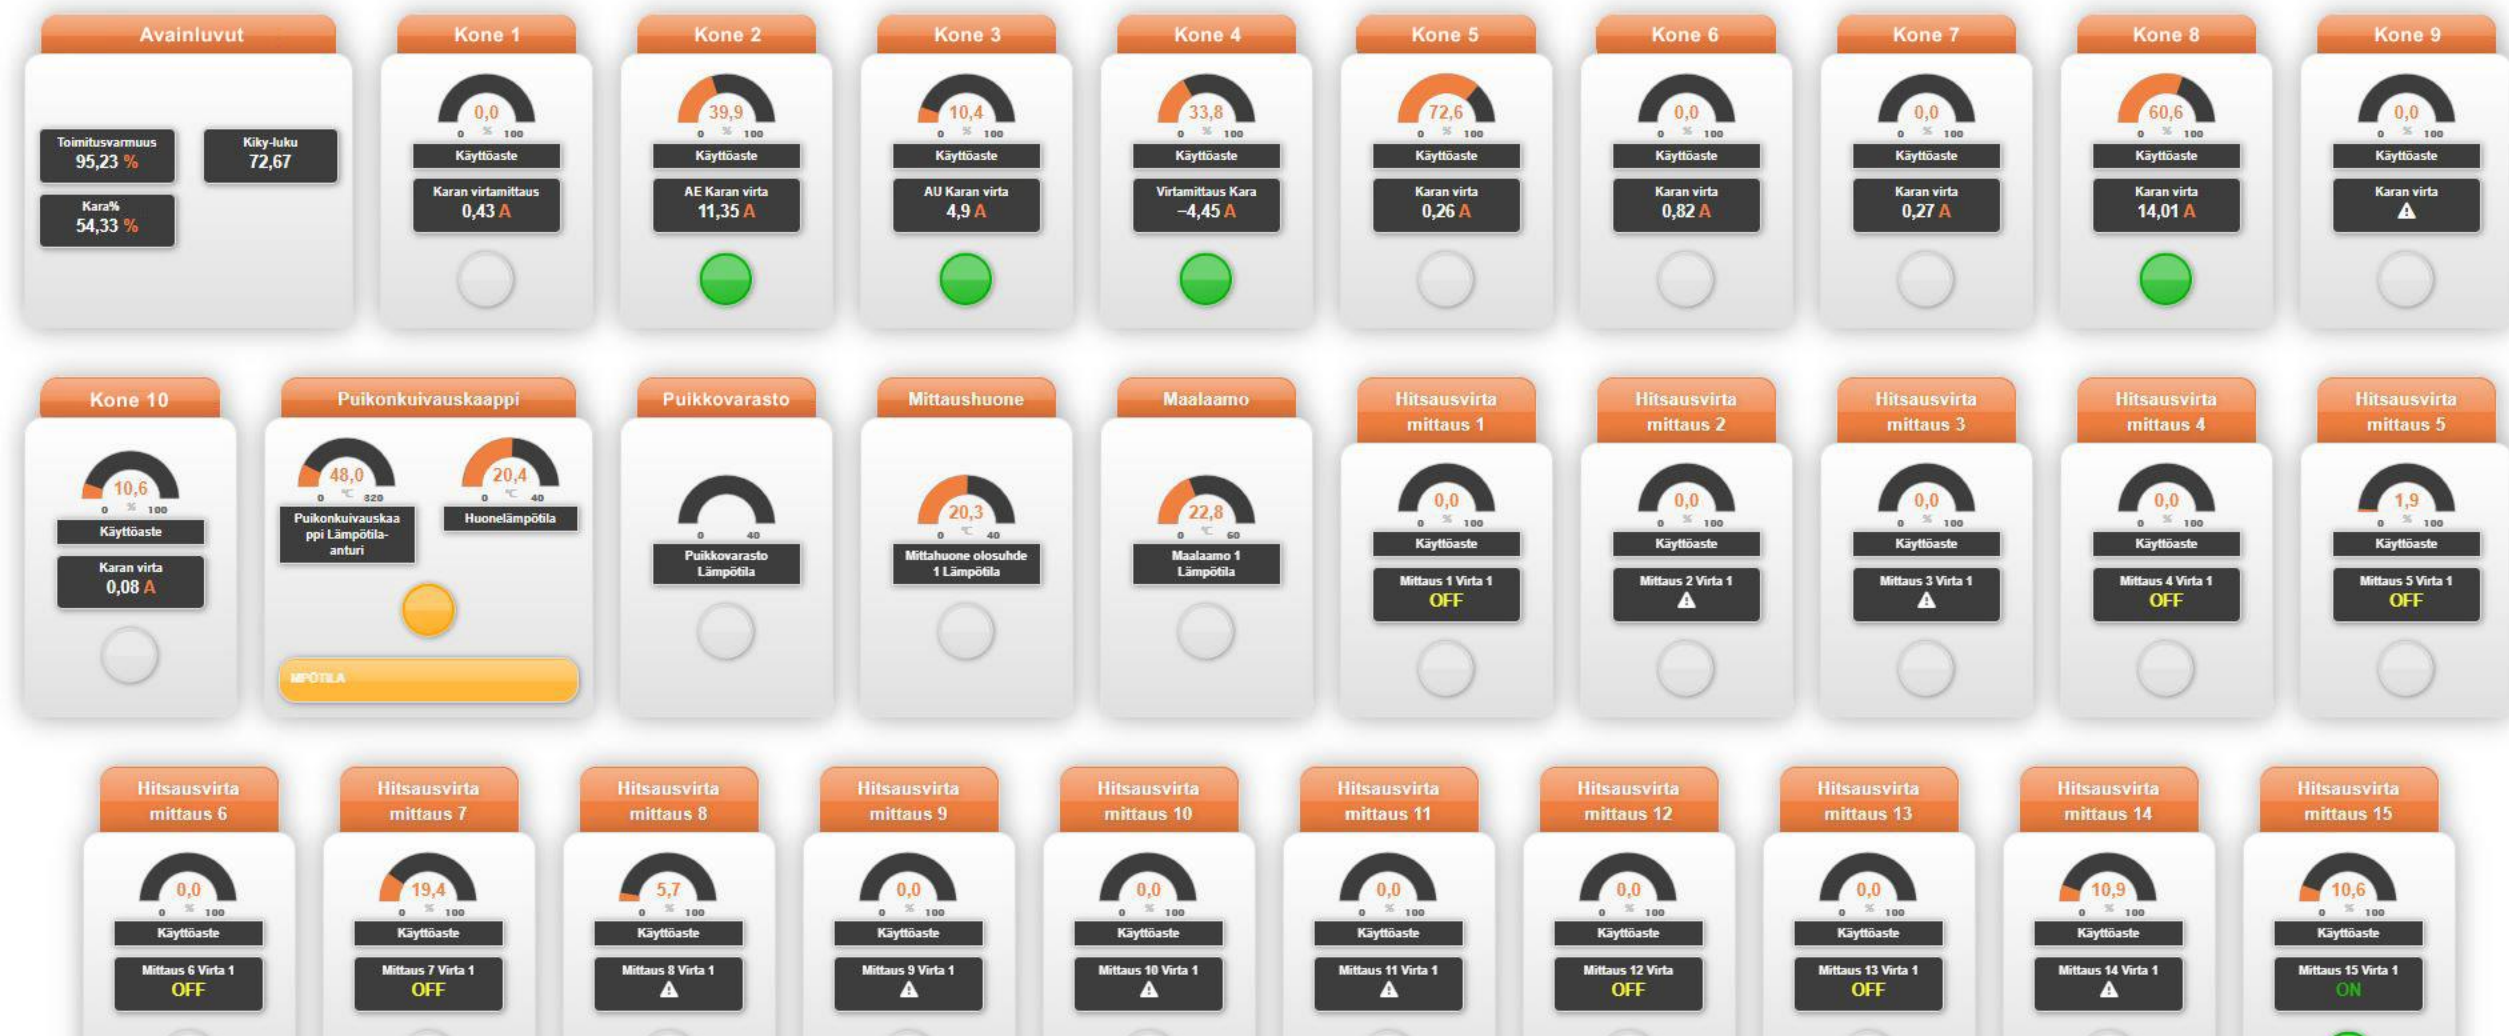 Avainluvut
Toimitusvarmuus
95,23 %
Kiky-luku
72,67
Kara%
54,33 %
Kone 1
0,0
0 % 100
Käyttöaste
Karan virtamittaus
0,43 A
Kone 2
39,9
0 % 100
Käyttöaste
AE Karan virta
11,35 A
Kone 3
10,4
0 % 100
Käyttöaste
AU Karan virta
4,9 A
Kone 4
33,8
0 % 100
Käyttöaste
Virtamittaus Kara
−4,45 A
Kone 5
72,6
0 % 100
Käyttöaste
Karan virta
0,26 A
Kone 6
0,0
0 % 100
Käyttöaste
Karan virta
0,82 A
Kone 7
0,0
0 % 100
Käyttöaste
Karan virta
0,27 A
Kone 8
60,6
0 % 100
Käyttöaste
Karan virta
14,01 A
Kone 9
0,0
0 % 100
Käyttöaste
Karan virta
Kone 10
10,6
0 % 100
Käyttöaste
Karan virta
0,08 A
Puikonkuivauskaappi
48,0
0 °C 320
Puikonkuivauskaa
ppi Lämpötila-
anturi
20,4
0 °C 40
Huonelämpötila
MPÖTILA
Puikkovarasto
0 40
Puikkovarasto
Lämpötila
Mittaushuone
20,3
0 °C 40
Mittahuone olosuhde
1 Lämpötila
Maalaamo
22,8
0 °C 60
Maalaamo 1
Lämpötila
Hitsausvirta
mittaus 1
0,0
0 % 100
Käyttöaste
Mittaus 1 Virta 1
OFF
Hitsausvirta
mittaus 2
0,0
0 % 100
Käyttöaste
Mittaus 2 Virta 1
Hitsausvirta
mittaus 3
0,0
0 % 100
Käyttöaste
Mittaus 3 Virta 1
Hitsausvirta
mittaus 4
0,0
0 % 100
Käyttöaste
Mittaus 4 Virta 1
OFF
Hitsausvirta
mittaus 5
1,9
0 % 100
Käyttöaste
Mittaus 5 Virta 1
OFF
Hitsausvirta
mittaus 6
0,0
0 % 100
Käyttöaste
Mittaus 6 Virta 1
OFF
Hitsausvirta
mittaus 7
19,4
0 % 100
Käyttöaste
Mittaus 7 Virta 1
OFF
Hitsausvirta
mittaus 8
5,7
0 % 100
Käyttöaste
Mittaus 8 Virta 1
Hitsausvirta
mittaus 9
0,0
0 % 100
Käyttöaste
Mittaus 9 Virta 1
Hitsausvirta
mittaus 10
0,0
0 % 100
Käyttöaste
Mittaus 10 Virta 1
Hitsausvirta
mittaus 11
0,0
0 % 100
Käyttöaste
Mittaus 11 Virta 1
Hitsausvirta
mittaus 12
0,0
0 % 100
Käyttöaste
Mittaus 12 Virta
OFF
Hitsausvirta
mittaus 13
0,0
0 % 100
Käyttöaste
Mittaus 13 Virta 1
OFF
Hitsausvirta
mittaus 14
10,9
0 % 100
Käyttöaste
Mittaus 14 Virta 1
Hitsausvirta
mittaus 15
10,6
0 % 100
Käyttöaste
Mittaus 15 Virta 1
ON